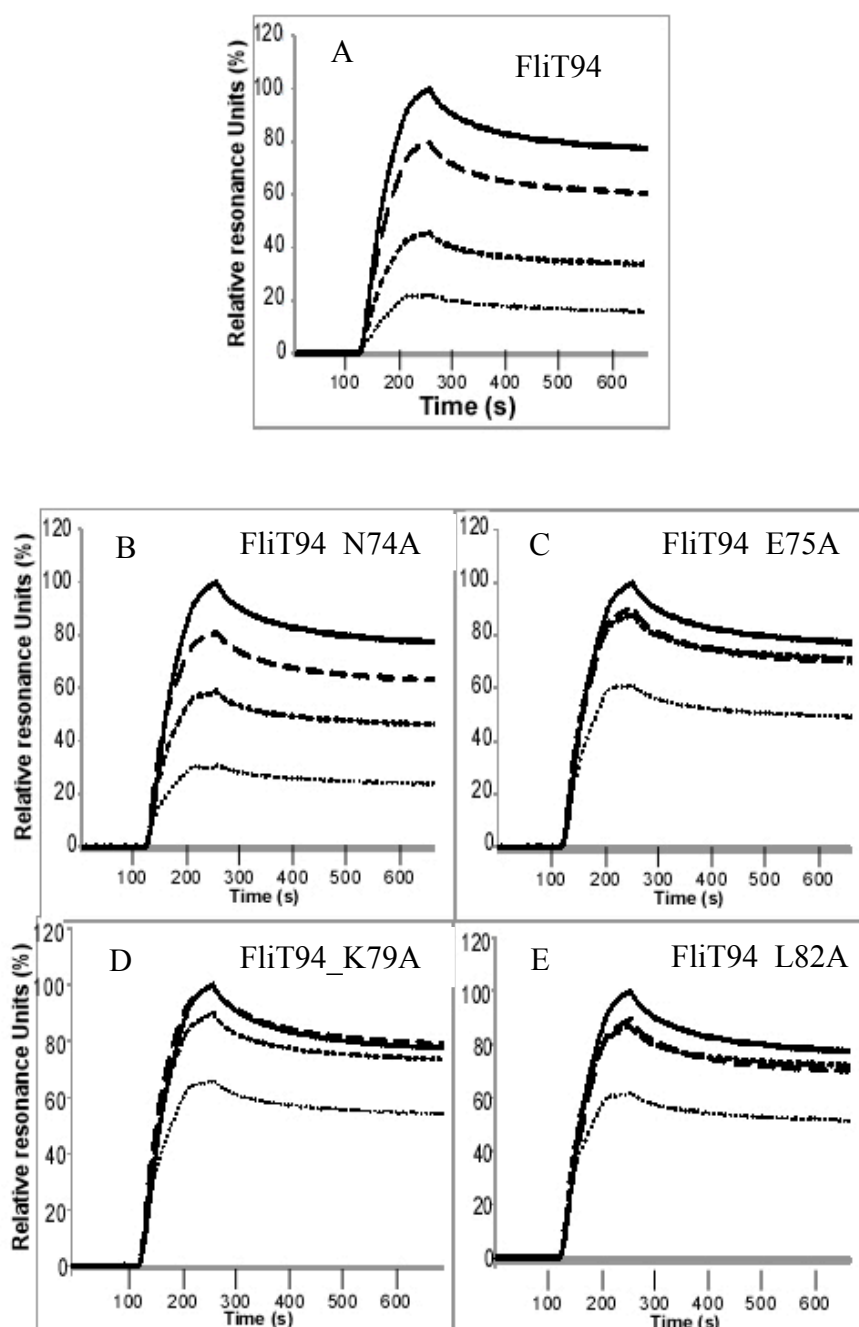 A
FliT94
Relative resonance Units (%)
120
100
80
60
40
20
0
100 200 300 400 500 600
Time (s)
B
FliT94 N74A
Relative resonance Units (%)
120
100
80
60
40
20
0
100 200 300 400 500 600
Time (s)
C
FliT94 E75A
120
100
80
60
40
20
0
100 200 300 400 500 600
Time (s)
D
FliT94_K79A
Relative resonance Units (%)
120
100
80
60
40
20
0
100 200 300 400 500 600
Time (s)
E
FliT94 L82A
120
100
80
60
40
20
0
100 200 300 400 500 600
Time (s)